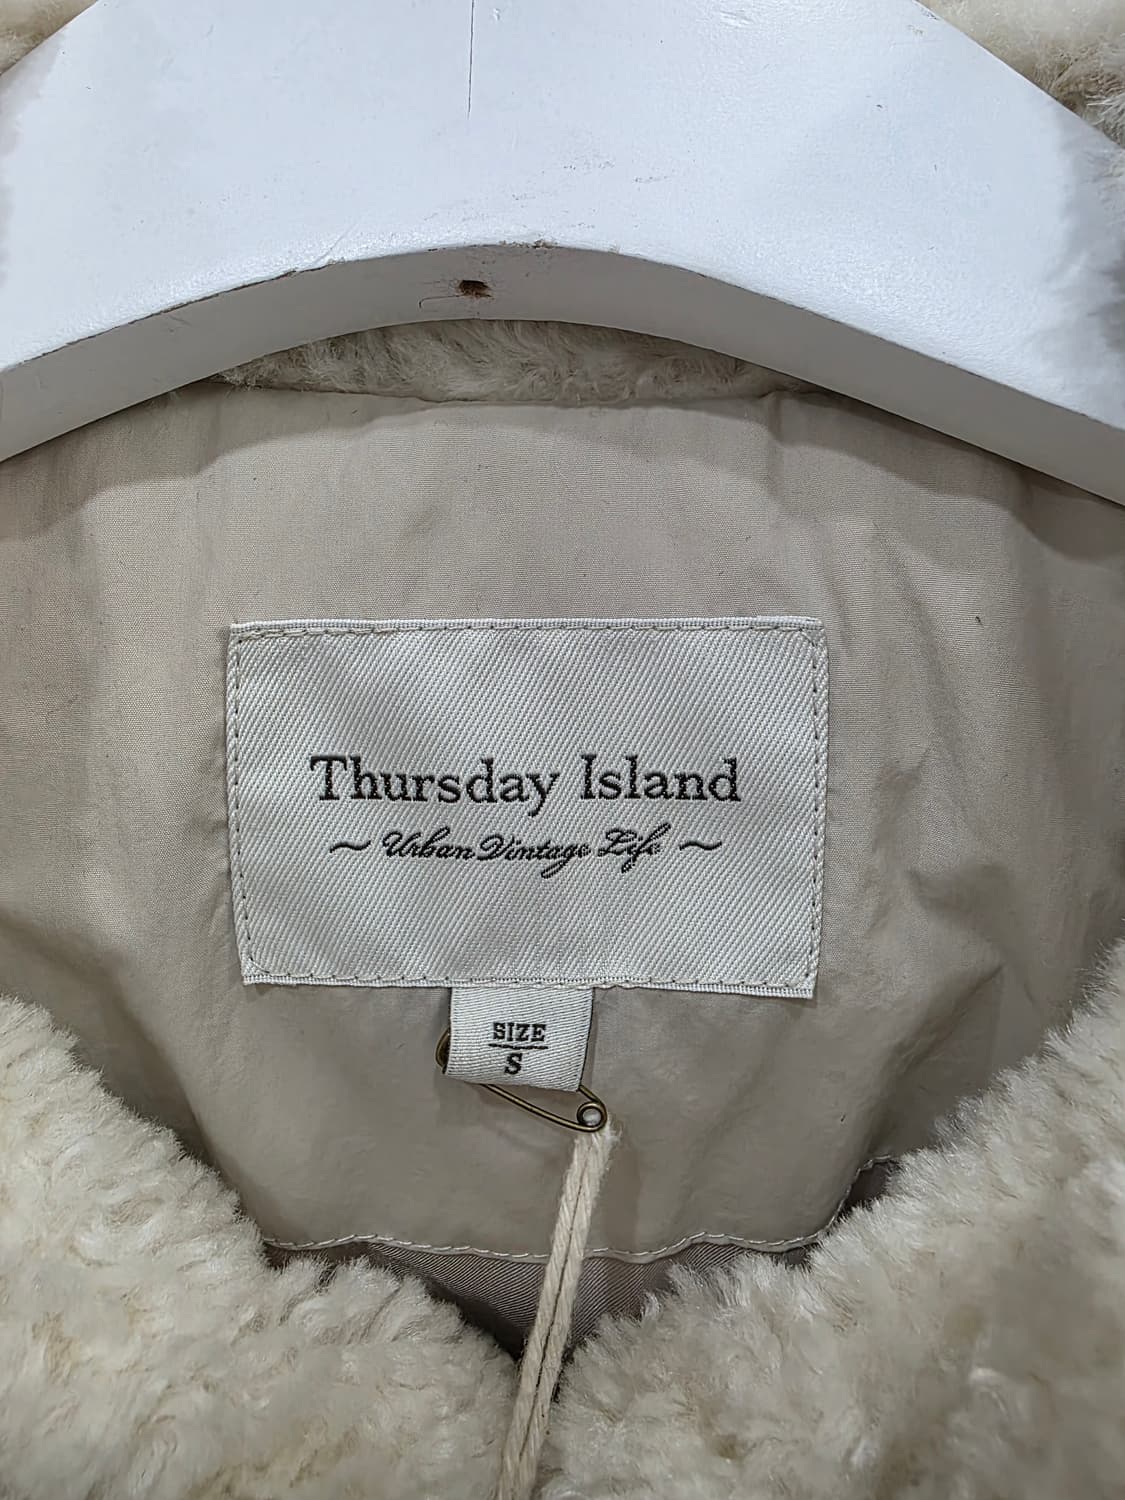 Thursday Island
~ Urban Vintage Life ~
SIZE
S